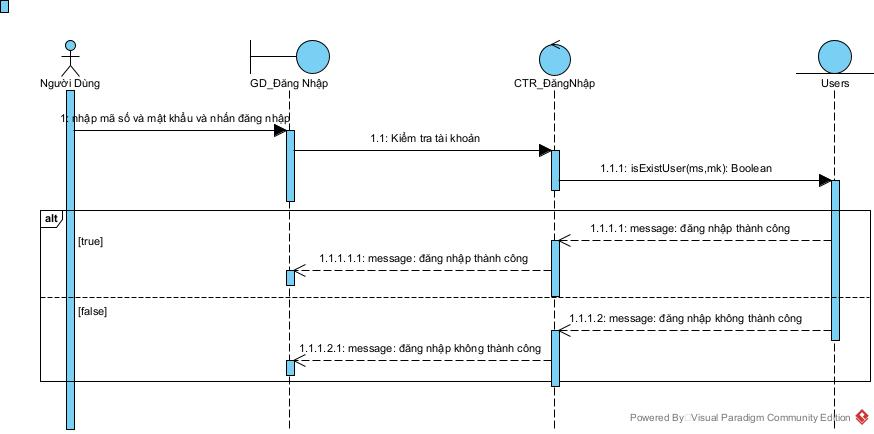 Người Dùng
GD_Đăng Nhập
CTR_ĐăngNhập
Users
1: nhập mã số và mật khẩu và nhấn đăng nhập
1.1: Kiểm tra tài khoản
1.1.1: isExistUser(ms,mk): Boolean
alt
[true]
1.1.1.1: message: đăng nhập thành công
1.1.1.1.1: message: đăng nhập thành công
[false]
1.1.1.2: message: đăng nhập không thành công
1.1.1.2.1: message: đăng nhập không thành công
Powered By Visual Paradigm Community Edition